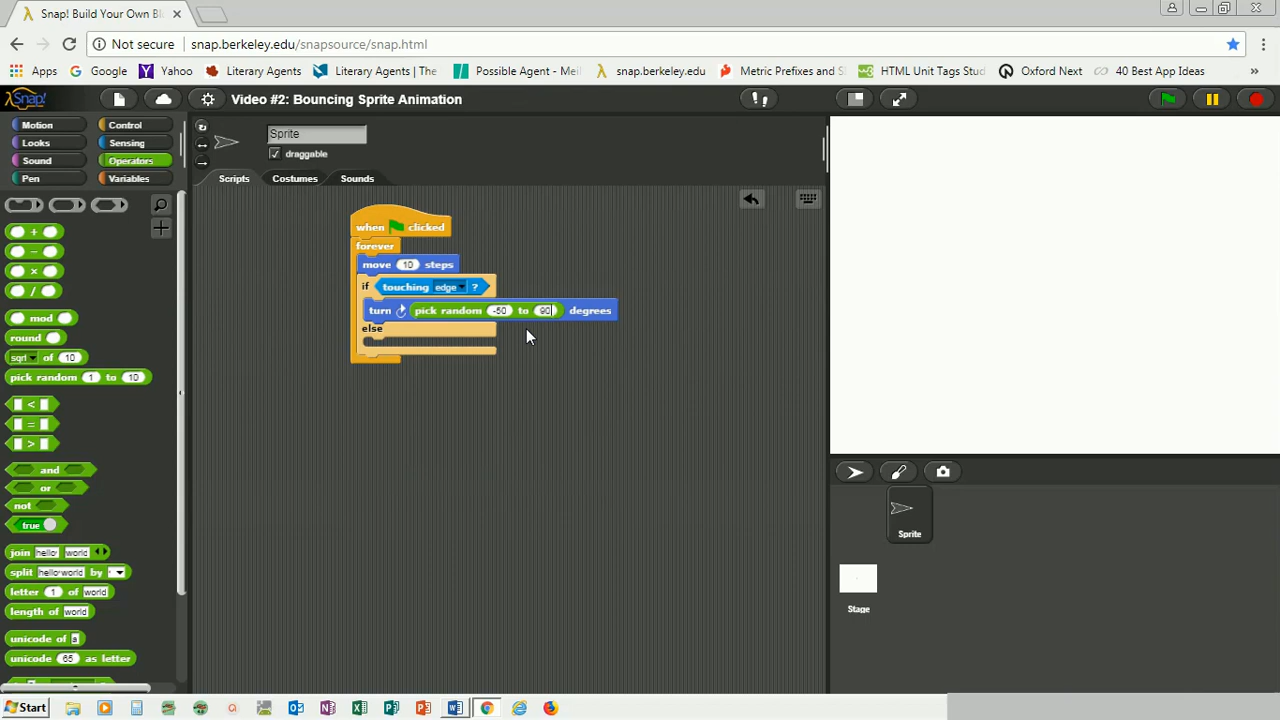 Snap! Build Your Own Bl
Not secure snap.berkeley.edu/snapsource/snap.html
Apps Google Yahoo Literary Agents Literary Agents | The Possible Agent - Mei snap.berkeley.edu Metric Prefixes and S HTML Unit Tags Stud Oxford Next 40 Best App Ideas »
Snap! Video #2: Bouncing Sprite Animation
Motion Control
Looks Sensing
Sound Operators
Pen Variables
Sprite
draggable
Scripts Costumes Sounds
+
−
×
/
mod
round
sqrt of 10
pick random 1 to 10
<
=
>
and
or
not
true
join hello world
split hello world by
letter 1 of world
length of world
unicode of a
unicode 65 as letter
when clicked
forever
move 10 steps
if touching edge ?
turn pick random -50 to 90 degrees
else
Sprite
Stage
Start